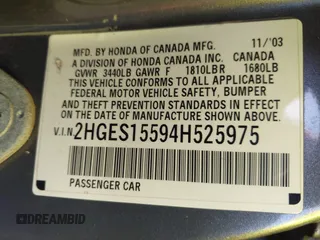 MFD. BY HONDA OF CANADA MFG. 11/'03
A DIVISION OF HONDA CANADA INC. CANADA
GVWR 3440LB GAWR F 1810LBR 1680LB
THIS VEHICLE CONFORMS TO ALL APPLICABLE
FEDERAL MOTOR VEHICLE SAFETY, BUMPER
AND THEFT PREVENTION STANDARDS IN EFFECT
ON THE DATE OF MANUFACTURE SHOWN ABOVE.
V.I.N. 2HGES15594H525975
PASSENGER CAR
DREAMBID